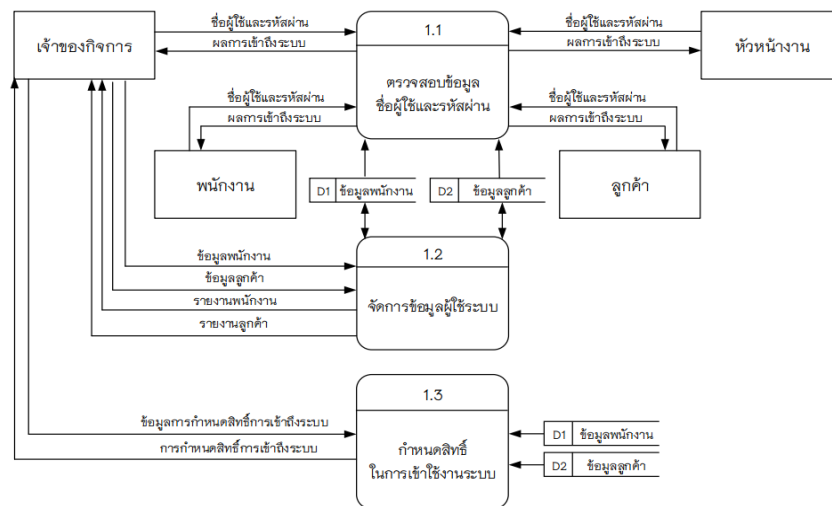 ชื่อผู้ใช้และรหัสผ่าน
1.1
ชื่อผู้ใช้และรหัสผ่าน
เจ้าของกิจการ
ผลการเข้าถึงระบบ
ผลการเข้าถึงระบบ
หัวหน้างาน
ตรวจสอบข้อมูล
ชื่อผู้ใช้และรหัสผ่าน
ชื่อผู้ใช้และรหัสผ่าน
ผลการเข้าถึงระบบ
ชื่อผู้ใช้และรหัสผ่าน
ผลการเข้าถึงระบบ
พนักงาน
D1 ข้อมูลพนักงาน
D2 ข้อมูลลูกค้า
ลูกค้า
1.2
ข้อมูลพนักงาน
ข้อมูลลูกค้า
รายงานพนักงาน
รายงานลูกค้า
จัดการข้อมูลผู้ใช้ระบบ
1.3
ข้อมูลการกำหนดสิทธิ์การเข้าถึงระบบ
การกำหนดสิทธิ์การเข้าถึงระบบ
กำหนดสิทธิ์
ในการเข้าใช้งานระบบ
D1 ข้อมูลพนักงาน
D2 ข้อมูลลูกค้า